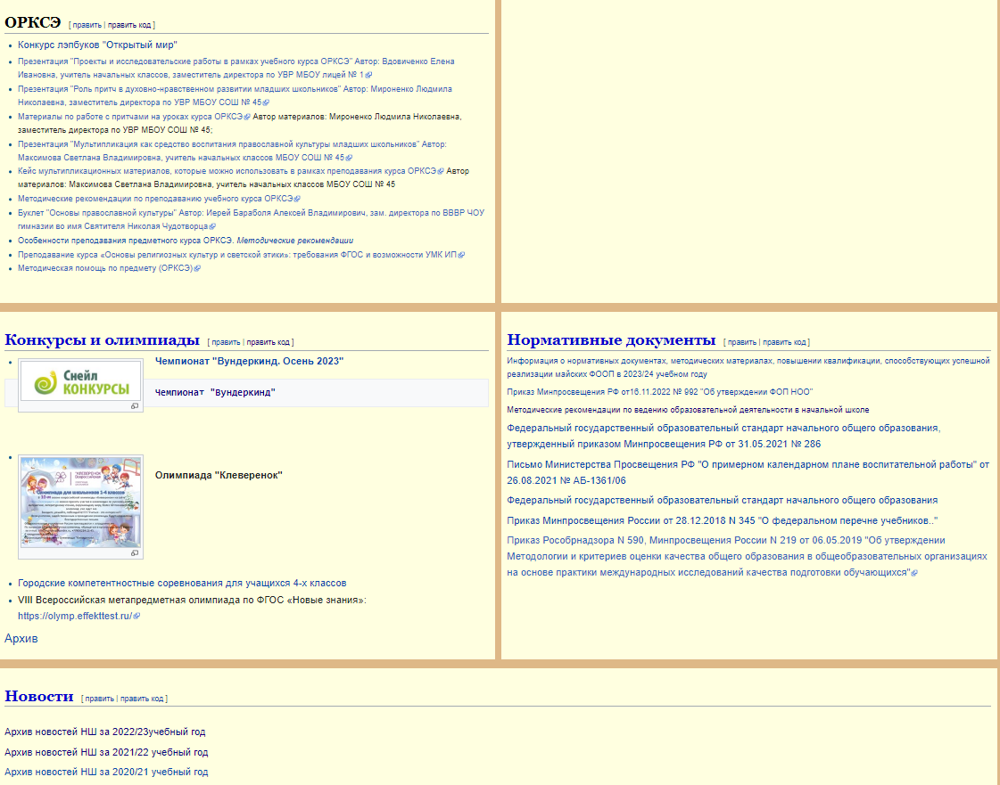 ОРКСЭ [ править | править код ]
Конкурс лэпбуков "Открытый мир"
Презентация "Проекты и исследовательские работы в рамках учебного курса ОРКСЭ" Автор: Вдовиченко Елена
Ивановна, учитель начальных классов, заместитель директора по УВР МБОУ лицей № 1
Презентация "Роль притч в духовно-нравственном развитии младших школьников" Автор: Мироненко Людмила
Николаевна, заместитель директора по УВР МБОУ СОШ № 45
Материалы по работе с притчами на уроках курса ОРКСЭ Автор материалов: Мироненко Людмила Николаевна,
заместитель директора по УВР МБОУ СОШ № 45;
Презентация "Мультипликация как средство воспитания православной культуры младших школьников" Автор:
Максимова Светлана Владимировна, учитель начальных классов МБОУ СОШ № 45
Кейс мультипликационных материалов, которые можно использовать в рамках преподавания курса ОРКСЭ Автор
материалов: Максимова Светлана Владимировна, учитель начальных классов МБОУ СОШ № 45
Методические рекомендации по преподаванию учебного курса ОРКСЭ
Буклет "Основы православной культуры" Автор: Иерей Бараболя Алексей Владимирович, зам. директора по ВВВР ЧОУ
гимназии во имя Святителя Николая Чудотворца
Особенности преподавания предметного курса ОРКСЭ. Методические рекомендации
Преподавание курса «Основы религиозных культур и светской этики»: требования ФГОС и возможности УМК ИП
Методическая помощь по предмету (ОРКСЭ)
Конкурсы и олимпиады [ править | править код ]
Снейл
КОНКУРСЫ
Чемпионат "Вундеркинд. Осень 2023"
Чемпионат "Вундеркинд"
Олимпиада для школьников 1-4 классов
Олимпиада "Клеверенок"
Городские компетентностные соревнования для учащихся 4-х классов
VIII Всероссийская метапредметная олимпиада по ФГОС «Новые знания»:
https://olymp.effekttest.ru/
Архив
Нормативные документы [ править | править код ]
Информация о нормативных документах, методических материалах, повышении квалификации, способствующих успешной
реализации майских ФООП в 2023/24 учебном году
Приказ Минпросвещения РФ от16.11.2022 № 992 "Об утверждении ФОП НОО"
Методические рекомендации по ведению образовательной деятельности в начальной школе
Федеральный государственный образовательный стандарт начального общего образования,
утвержденный приказом Минпросвещения РФ от 31.05.2021 № 286
Письмо Министерства Просвещения РФ "О примерном календарном плане воспитательной работы" от
26.08.2021 № АБ-1361/06
Федеральный государственный образовательный стандарт начального общего образования
Приказ Минпросвещения России от 28.12.2018 N 345 "О федеральном перечне учебников.."
Приказ Рособрнадзора N 590, Минпросвещения России N 219 от 06.05.2019 "Об утверждении
Методологии и критериев оценки качества общего образования в общеобразовательных организациях
на основе практики международных исследований качества подготовки обучающихся"
Новости [ править | править код ]
Архив новостей НШ за 2022/23учебный год
Архив новостей НШ за 2021/22 учебный год
Архив новостей НШ за 2020/21 учебный год